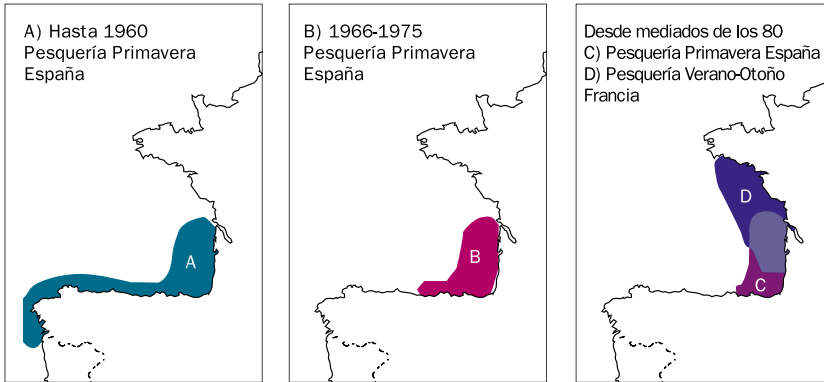 A) Hasta 1960
Pesquería Primavera
España
A
B) 1966-1975
Pesquería Primavera
España
B
Desde mediados de los 80
C) Pesquería Primavera España
D) Pesquería Verano-Otoño
Francia
D
C